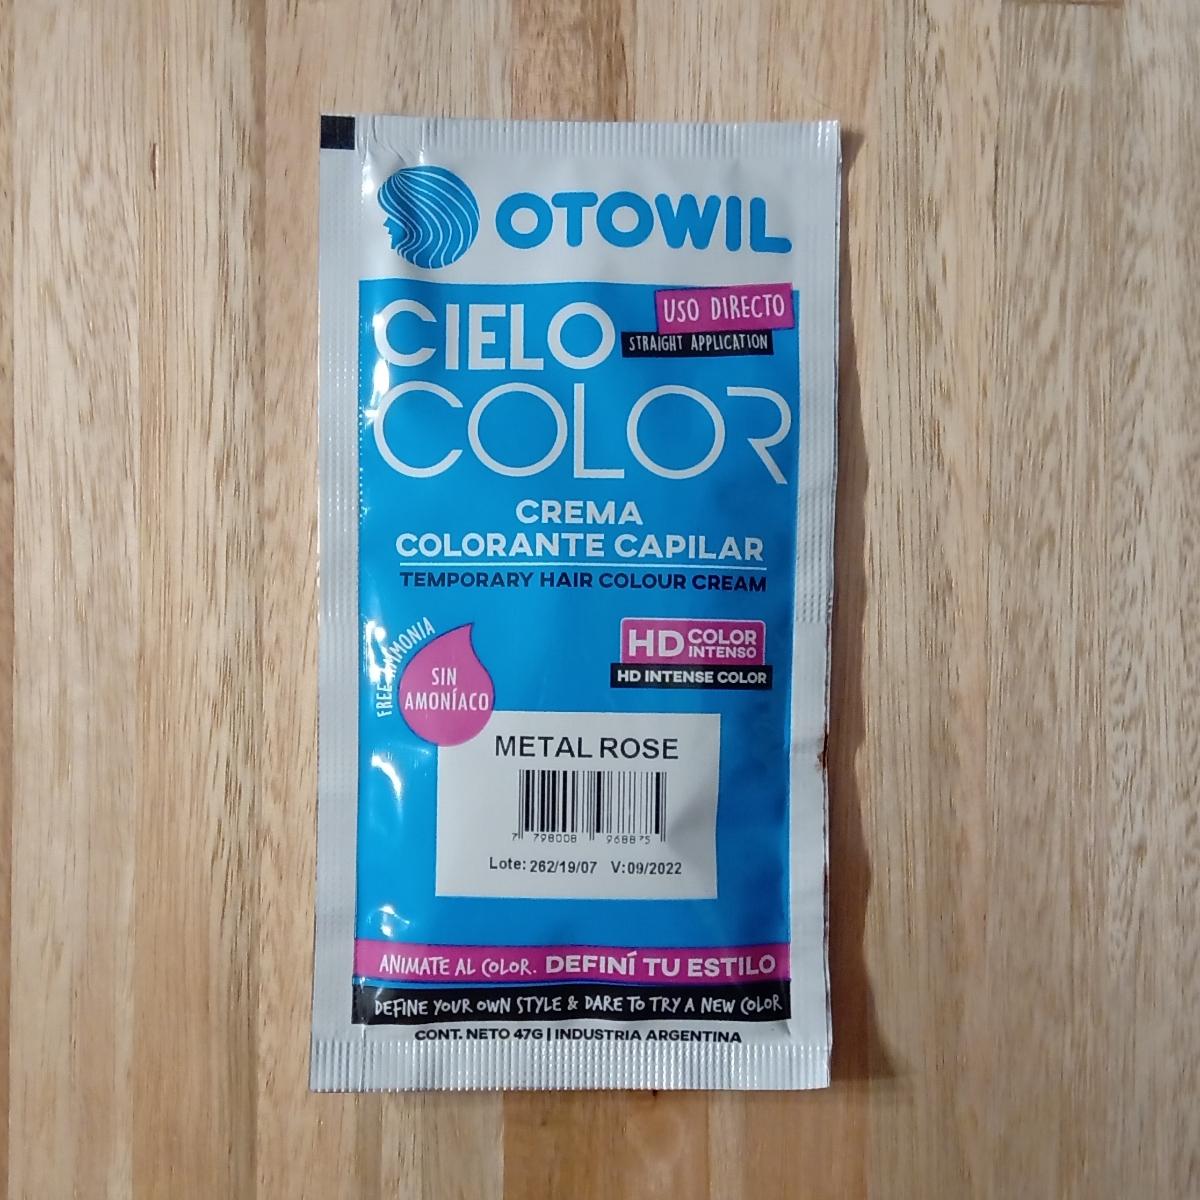 OTOWIL
CIELO
USO DIRECTO
STRAIGHT APPLICATION
COLOR
CREMA
COLORANTE CAPILAR
TEMPORARY HAIR COLOUR CREAM
FREE AMMONIA
SIN
AMONÍACO
HD COLOR
INTENSO
HD INTENSE COLOR
METAL ROSE
7 798008 968875
Lote: 262/19/07 V:09/2022
ANIMATE AL COLOR. DEFINÍ TU ESTILO
DEFINE YOUR OWN STYLE & DARE TO TRY A NEW COLOR
CONT. NETO 47G | INDUSTRIA ARGENTINA